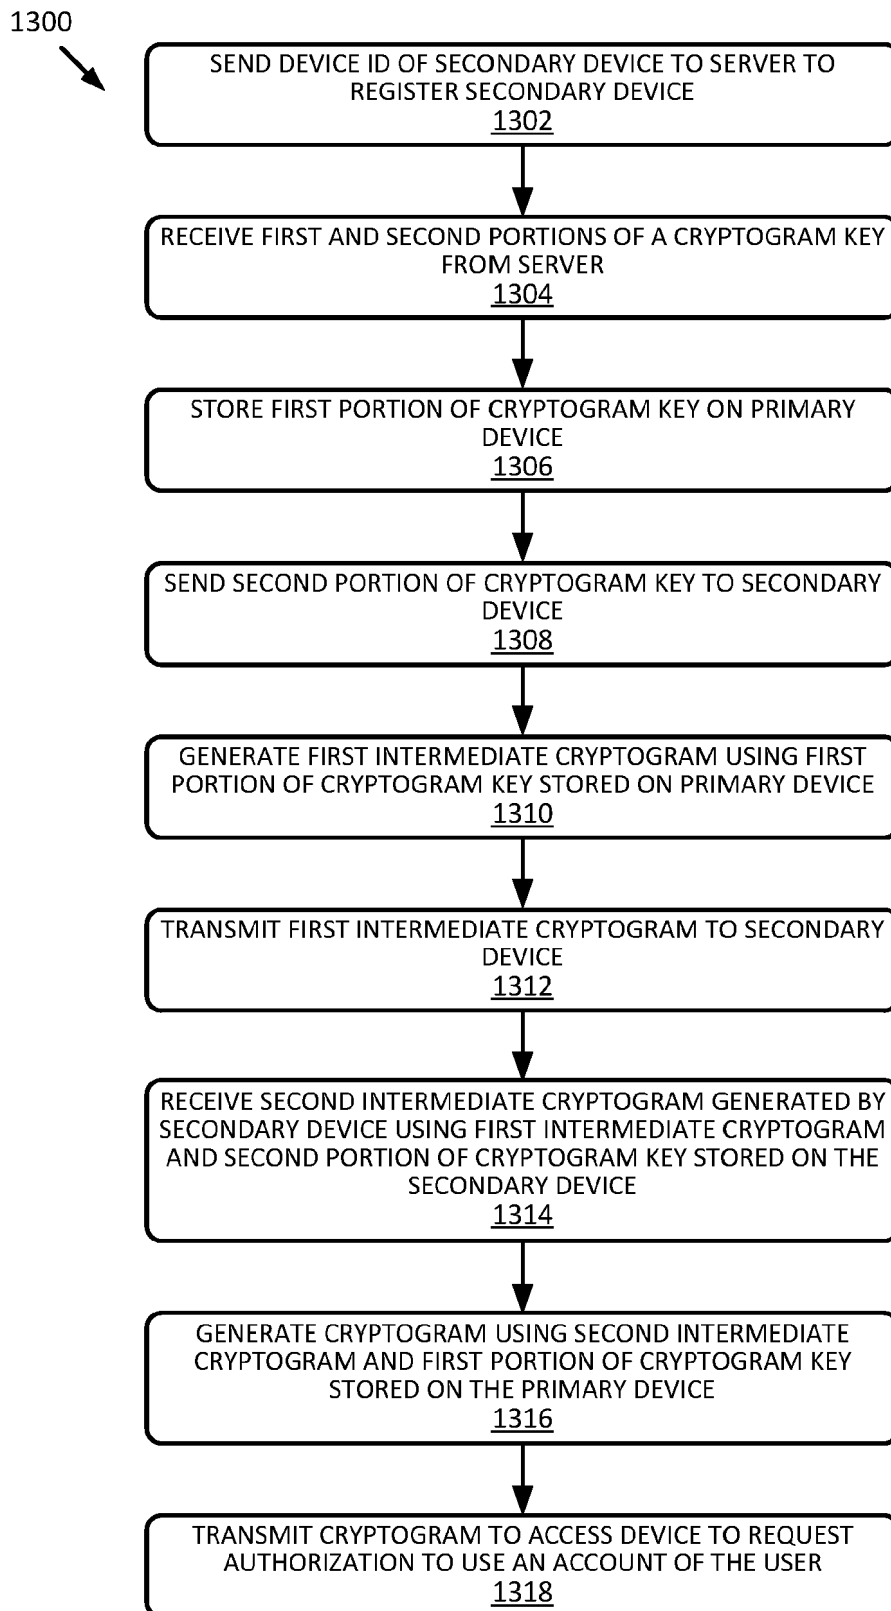 1300
SEND DEVICE ID OF SECONDARY DEVICE TO SERVER TO
REGISTER SECONDARY DEVICE
1302
RECEIVE FIRST AND SECOND PORTIONS OF A CRYPTOGRAM KEY
FROM SERVER
1304
STORE FIRST PORTION OF CRYPTOGRAM KEY ON PRIMARY
DEVICE
1306
SEND SECOND PORTION OF CRYPTOGRAM KEY TO SECONDARY
DEVICE
1308
GENERATE FIRST INTERMEDIATE CRYPTOGRAM USING FIRST
PORTION OF CRYPTOGRAM KEY STORED ON PRIMARY DEVICE
1310
TRANSMIT FIRST INTERMEDIATE CRYPTOGRAM TO SECONDARY
DEVICE
1312
RECEIVE SECOND INTERMEDIATE CRYPTOGRAM GENERATED BY
SECONDARY DEVICE USING FIRST INTERMEDIATE CRYPTOGRAM
AND SECOND PORTION OF CRYPTOGRAM KEY STORED ON THE
SECONDARY DEVICE
1314
GENERATE CRYPTOGRAM USING SECOND INTERMEDIATE
CRYPTOGRAM AND FIRST PORTION OF CRYPTOGRAM KEY
STORED ON THE PRIMARY DEVICE
1316
TRANSMIT CRYPTOGRAM TO ACCESS DEVICE TO REQUEST
AUTHORIZATION TO USE AN ACCOUNT OF THE USER
1318